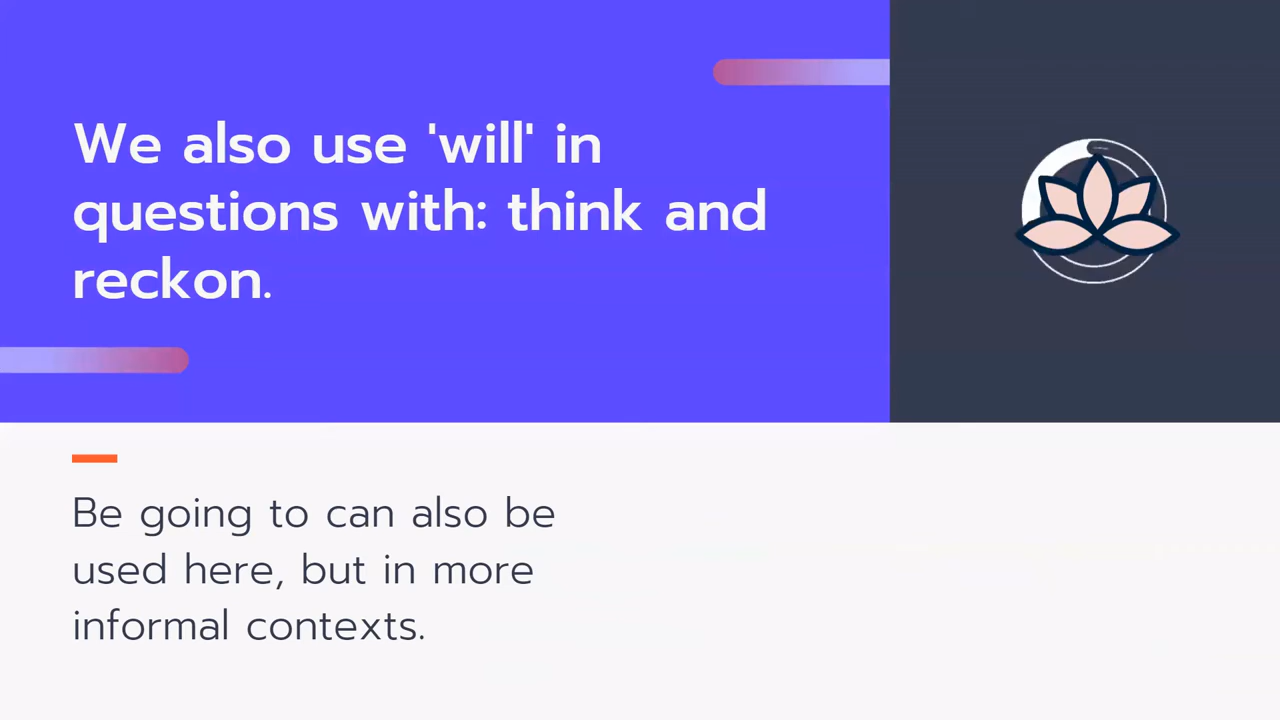 We also use 'will' in
questions with: think and
reckon.
Be going to can also be
used here, but in more
informal contexts.